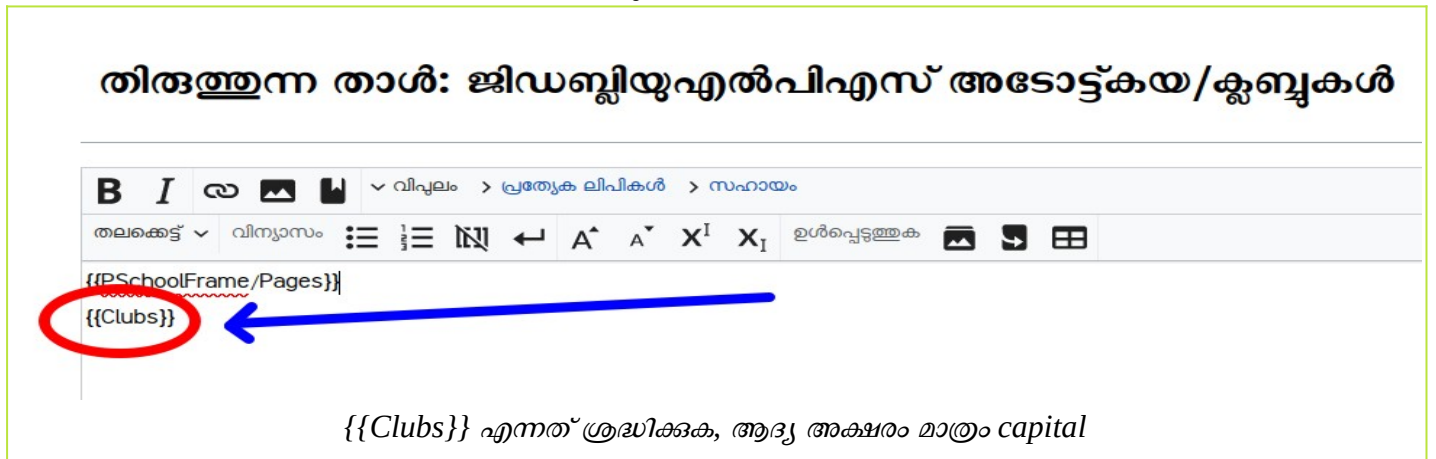 തിരുത്തുന്ന താൾ: ജിഡബ്ലിയുഎൽപിഎസ് അടോട്ട്കയ/ക്ലബ്ബുകൾ
B I വിപുലം പ്രത്യേക ലിപികൾ സഹായം
തലക്കെട്ട് വിന്യാസം A A X I X I ഉൾപ്പെടുത്തുക
{{PSchoolFrame/Pages}}
{{Clubs}}
{{Clubs}} എന്നത് ശ്രദ്ധിക്കുക, ആദ്യ അക്ഷരം മാത്രം capital